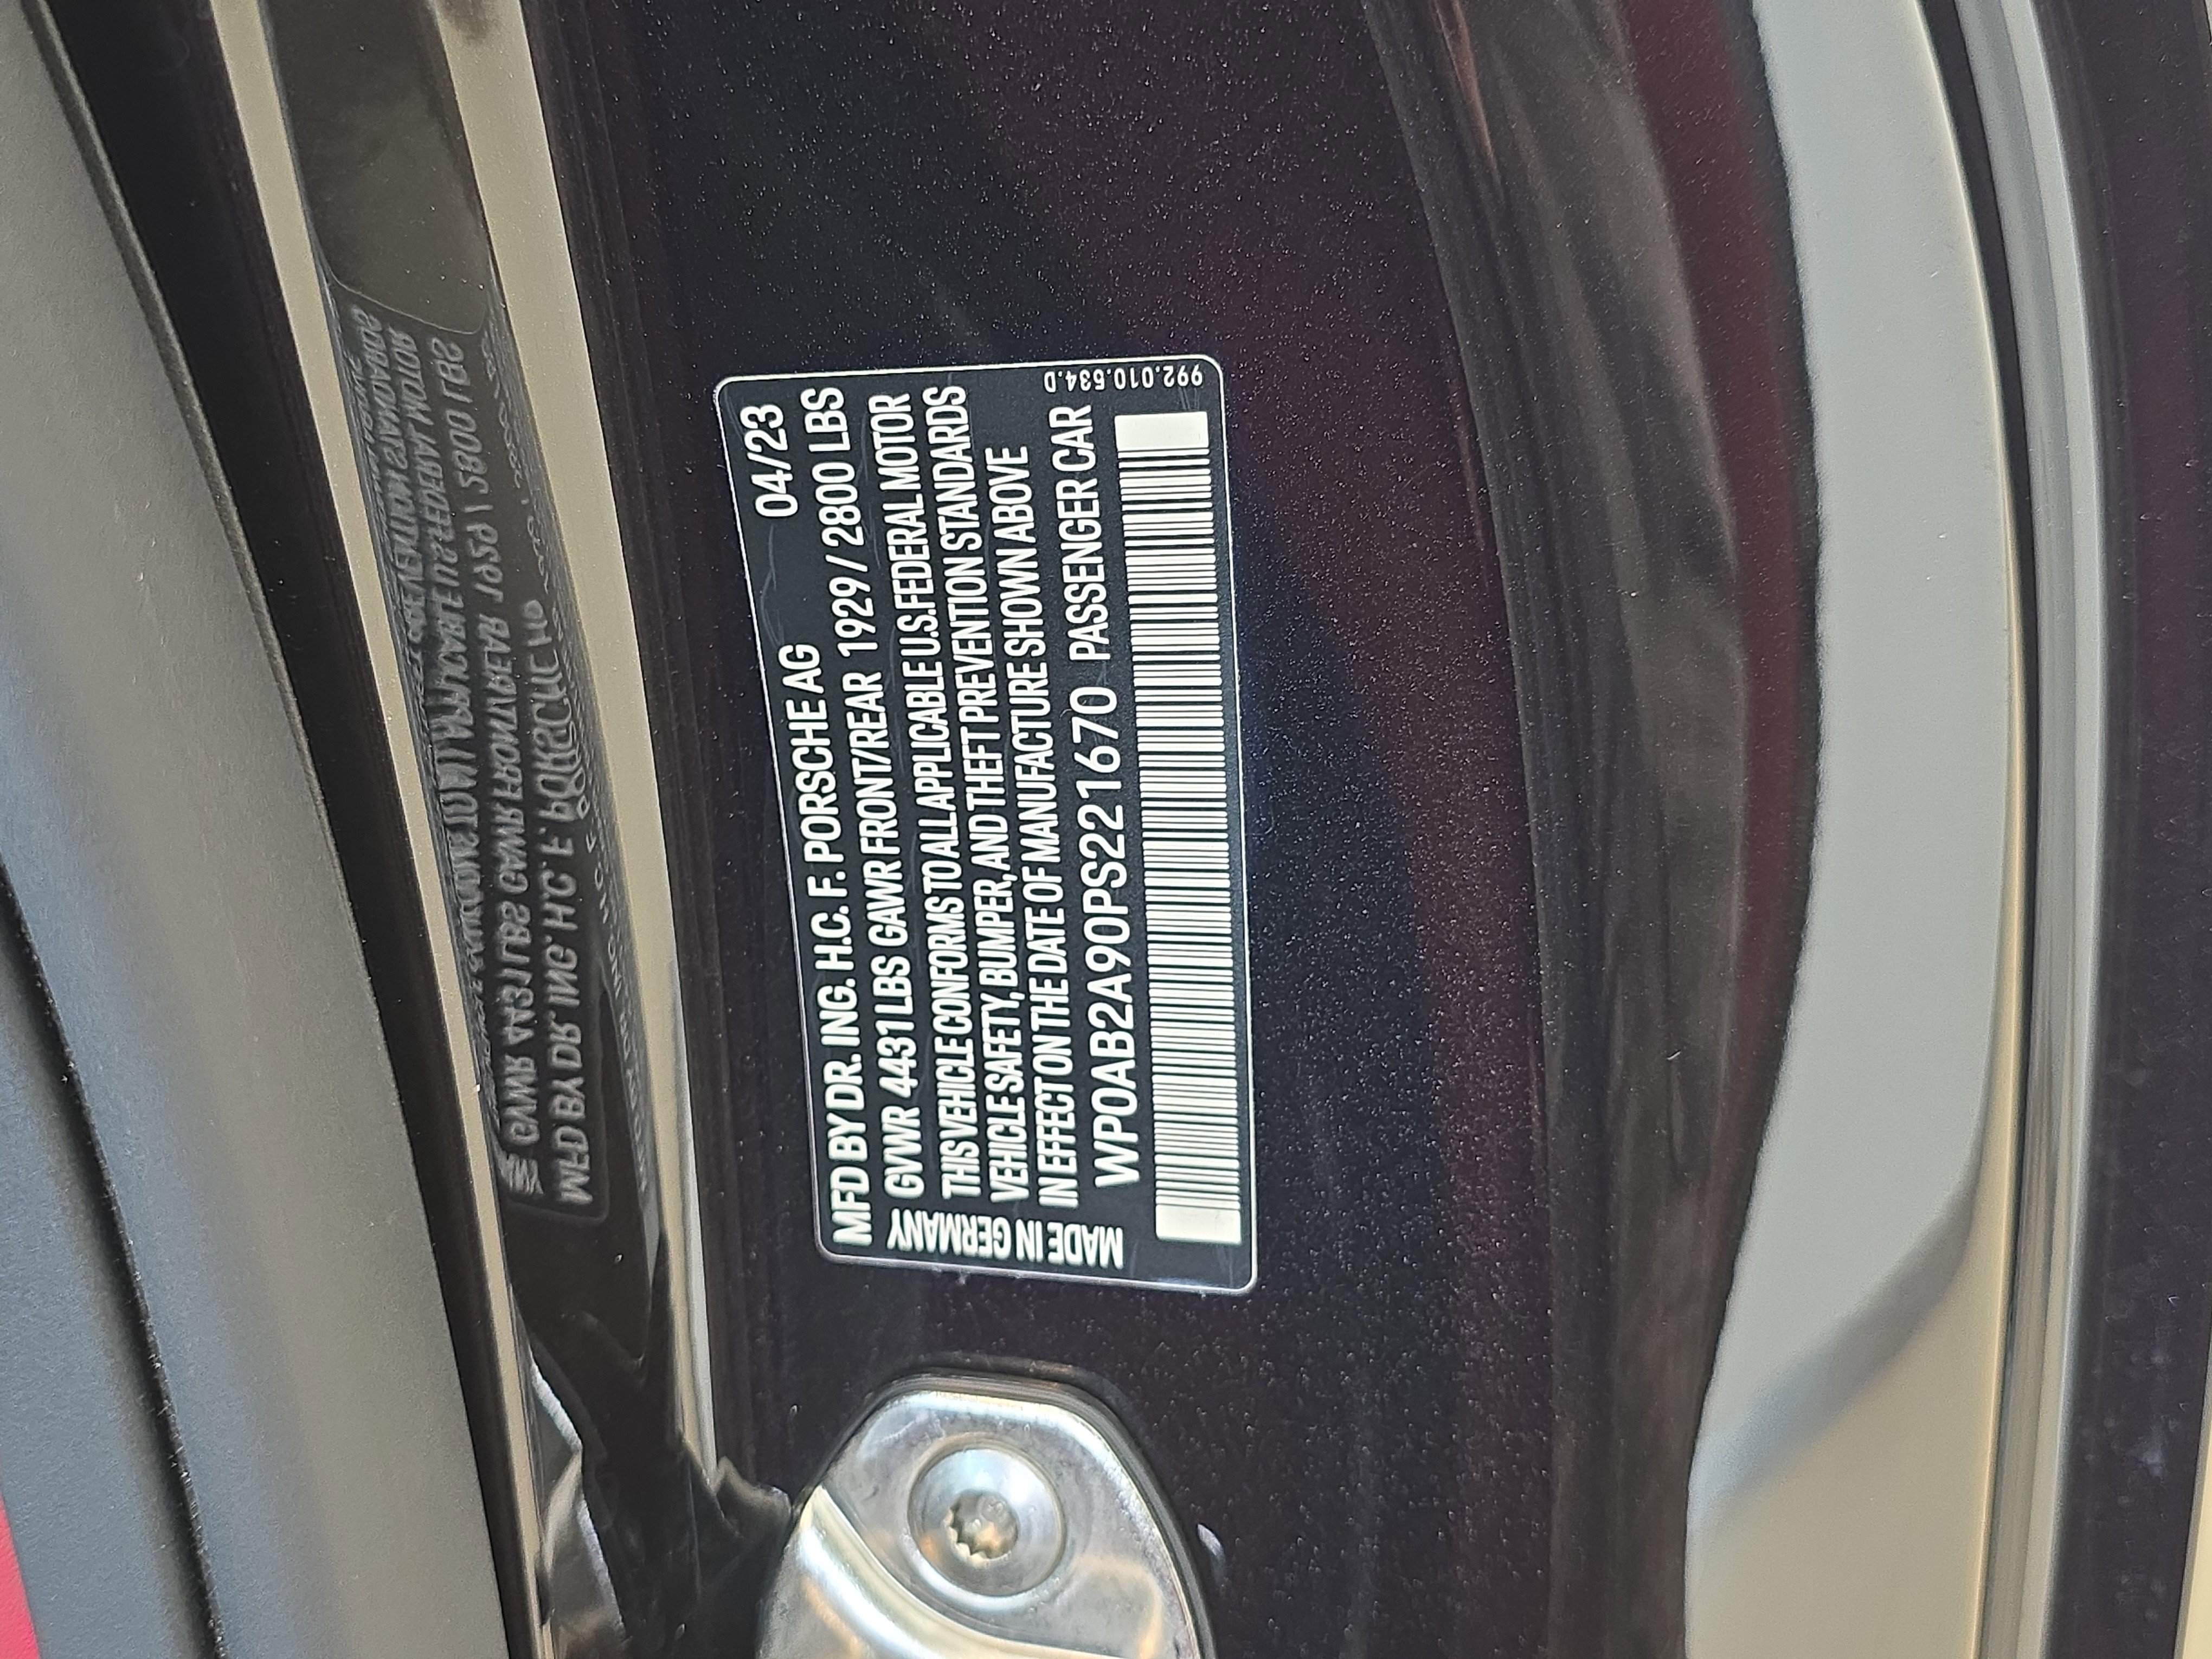 MFD BY DR. ING. H.C. F. PORSCHE AG 04/23
GVWR 4431 LBS GAWR FRONT/REAR 1929 / 2800 LBS
THIS VEHICLE CONFORMS TO ALL APPLICABLE U.S. FEDERAL MOTOR
VEHICLE SAFETY, BUMPER, AND THEFT PREVENTION STANDARDS
IN EFFECT ON THE DATE OF MANUFACTURE SHOWN ABOVE
WP0AB2A90PS221670 PASSENGER CAR
MADE IN GERMANY
992.010.534.D